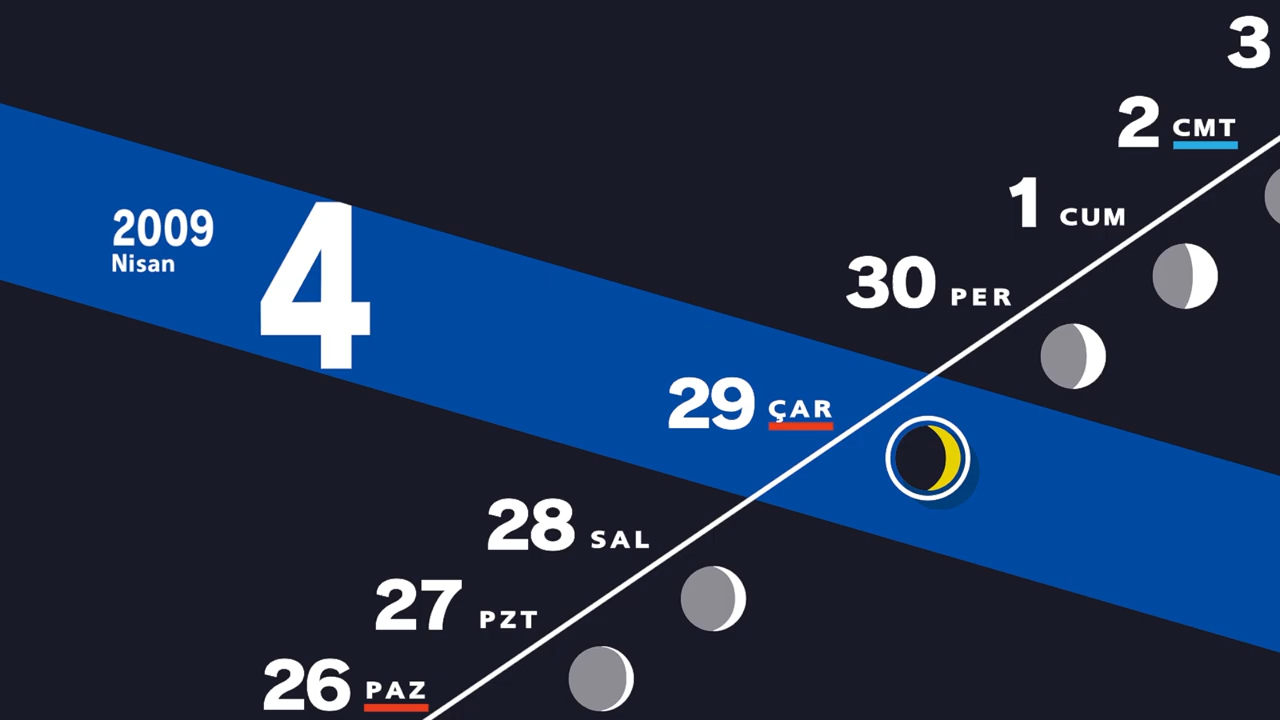 3
2 CMT
1 CUM
2009
Nisan
4
30 PER
29 ÇAR
28 SAL
27 PZT
26 PAZ